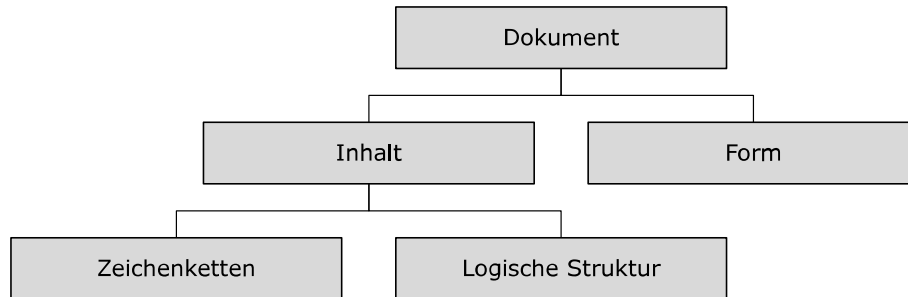 Dokument
Inhalt
Form
Zeichenketten
Logische Struktur